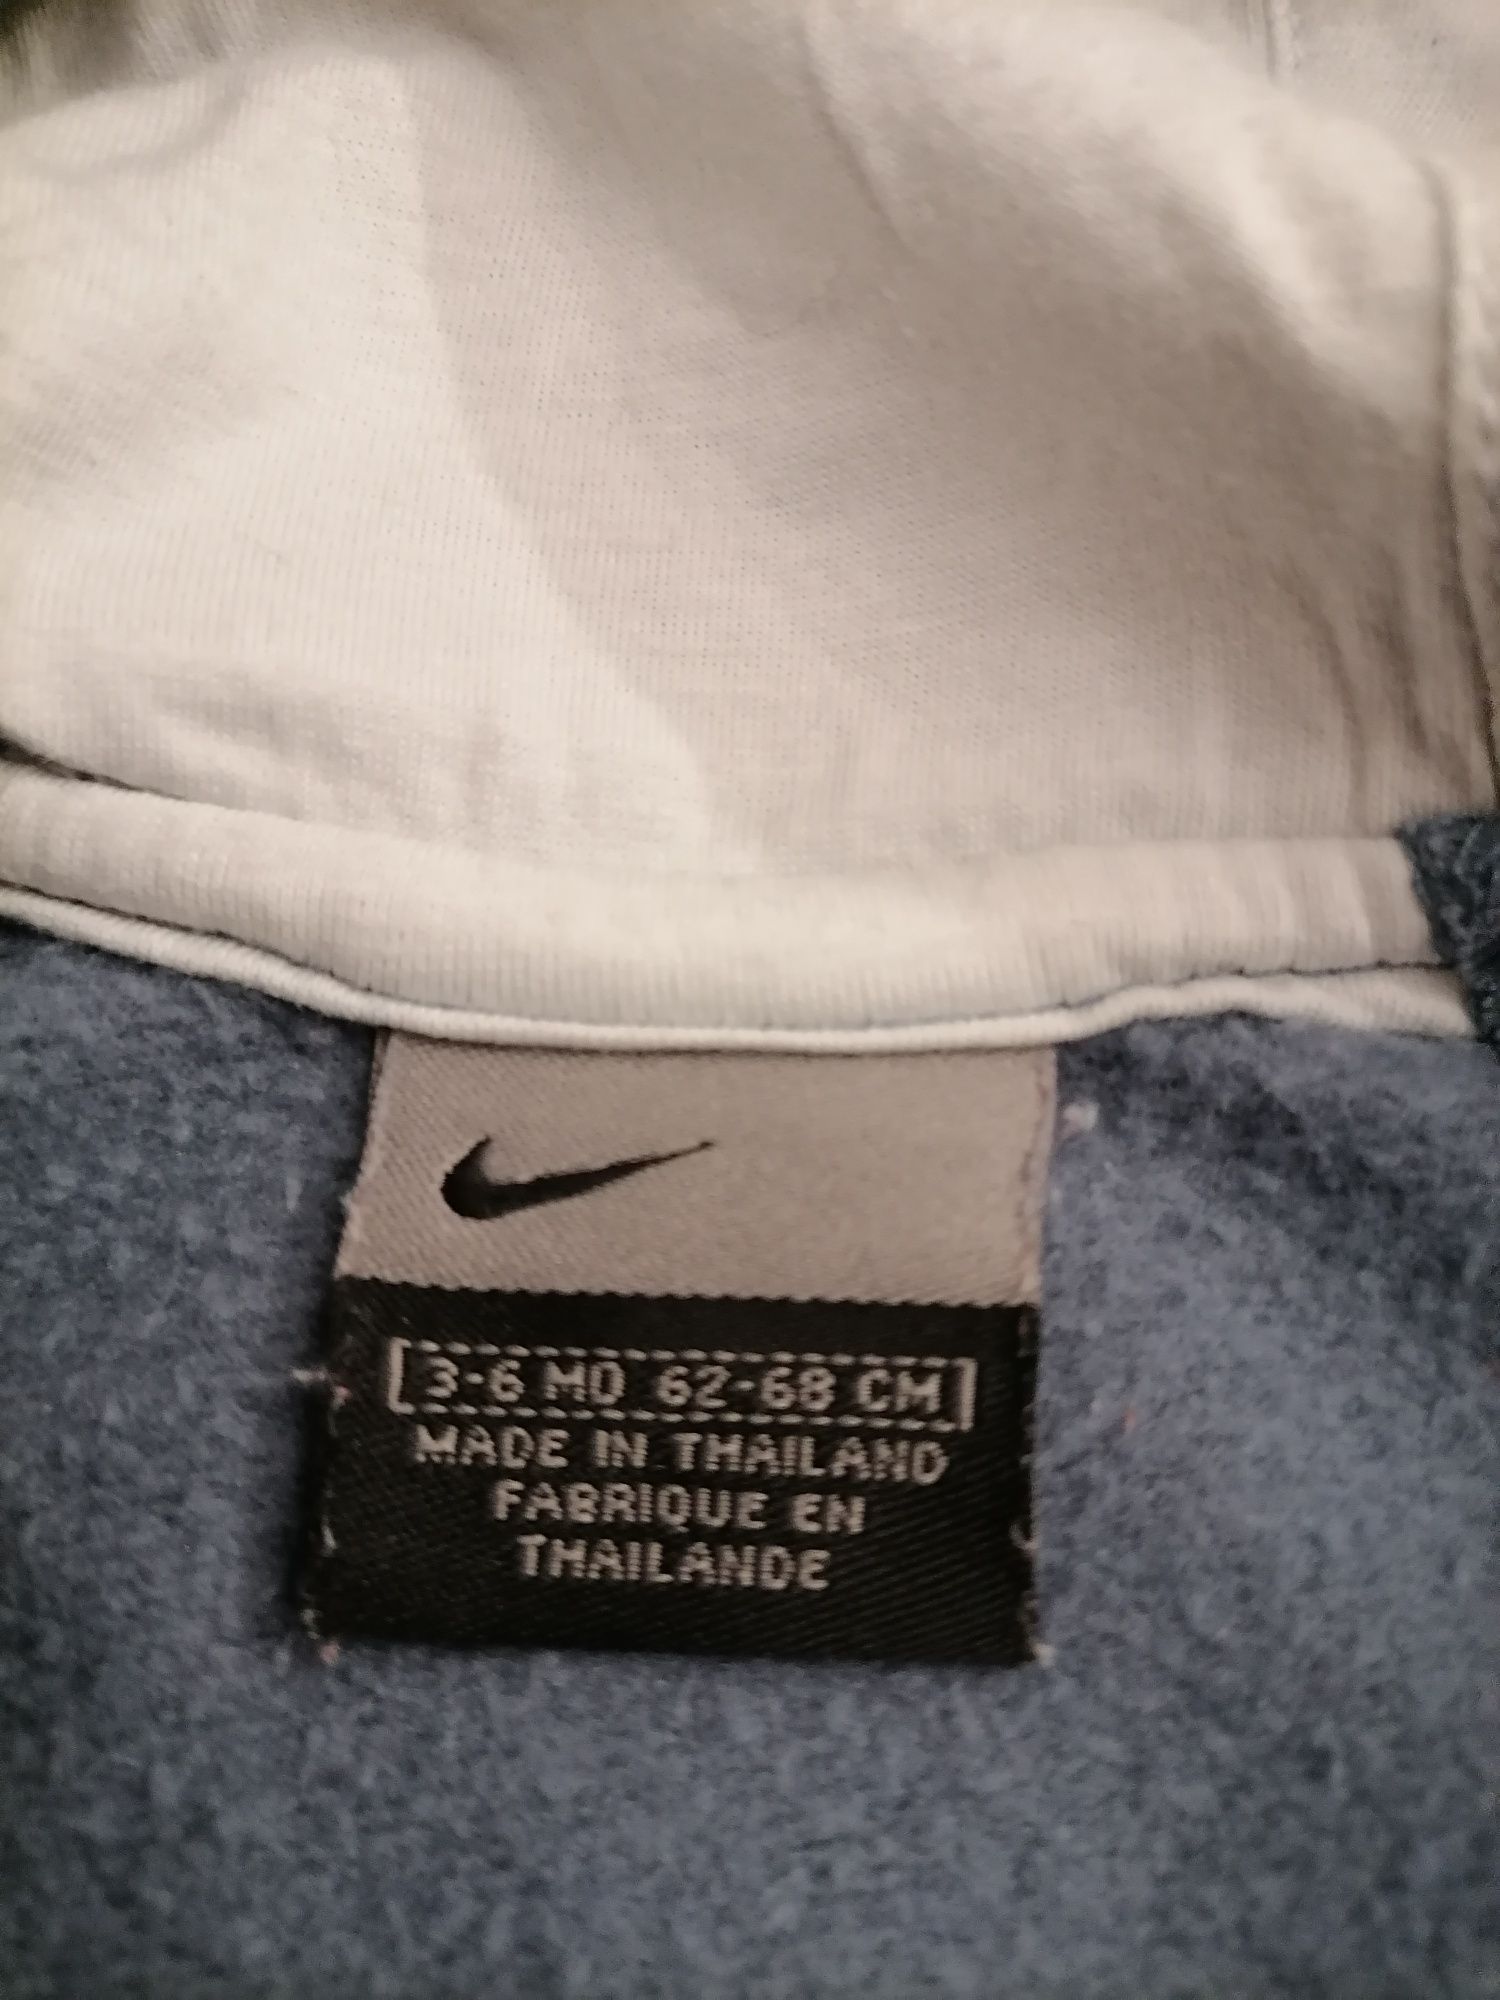 3-6 MO 62-68 CM
MADE IN THAILAND
FABRIQUE EN
THAILANDE